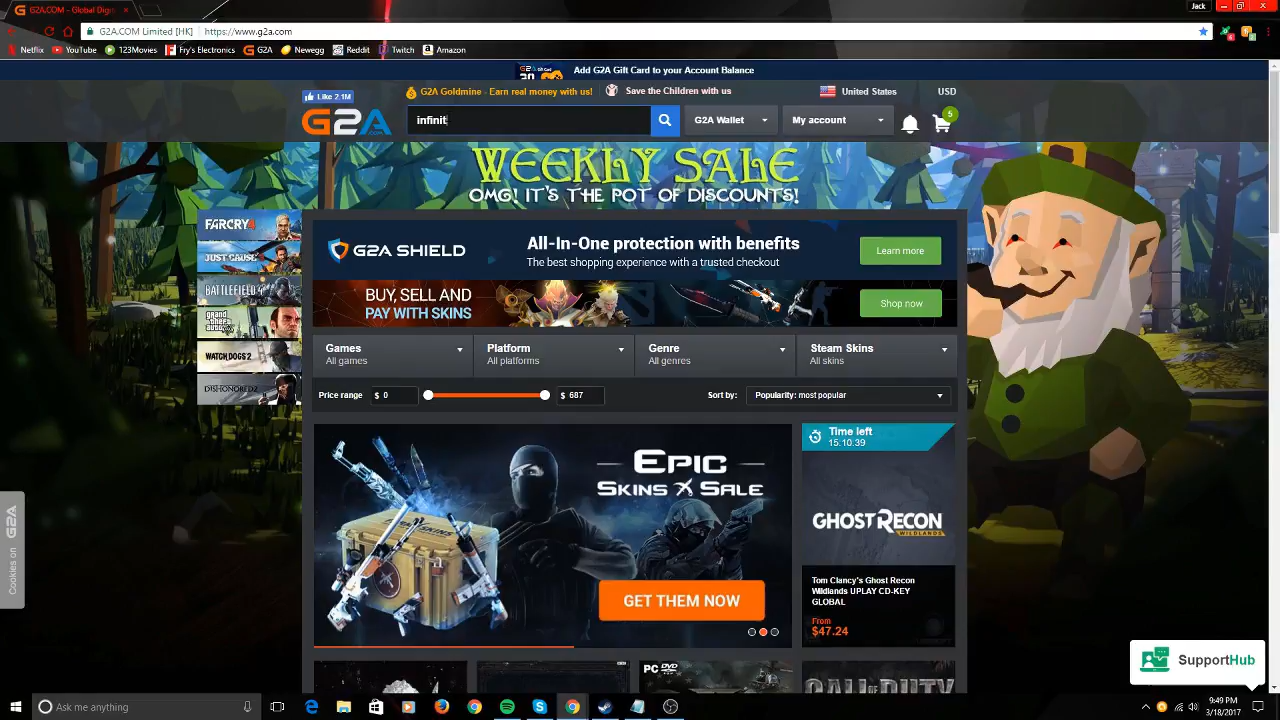 G2A.COM - Global Digit
Jack
G2A.COM Limited [HK]
https://www.g2a.com
Netflix
YouTube
123Movies
Fry's Electronics
G2A
Newegg
Reddit
Twitch
Amazon
Add G2A Gift Card to your Account Balance
Like 2.1M
G2A Goldmine - Earn real money with us!
Save the Children with us
United States
USD
G2A.COM
infinit
G2A Wallet
My account
5
WEEKLY SALE
OMG! IT'S THE POT OF DISCOUNTS!
FARCRY4
JUST CAUSE
BATTLEFIELD 4
grand
theft
auto
WATCH DOGS 2
DISHONORED 2
G2A SHIELD
All-In-One protection with benefits
The best shopping experience with a trusted checkout
Learn more
BUY, SELL AND
PAY WITH SKINS
Shop now
Games
All games
Platform
All platforms
Genre
All genres
Steam Skins
All skins
Price range
$ 0
$ 687
Sort by:
Popularity: most popular
EPIC
SKINS SALE
GET THEM NOW
Time left
15:10:39
GHOST RECON
WILDLANDS
Tom Clancy's Ghost Recon
Wildlands UPLAY CD-KEY
GLOBAL
From
$47.24
Cookies on G2A
PC DVD
CALL OF DUTY
SupportHub
Ask me anything
9:49 PM
3/18/2017